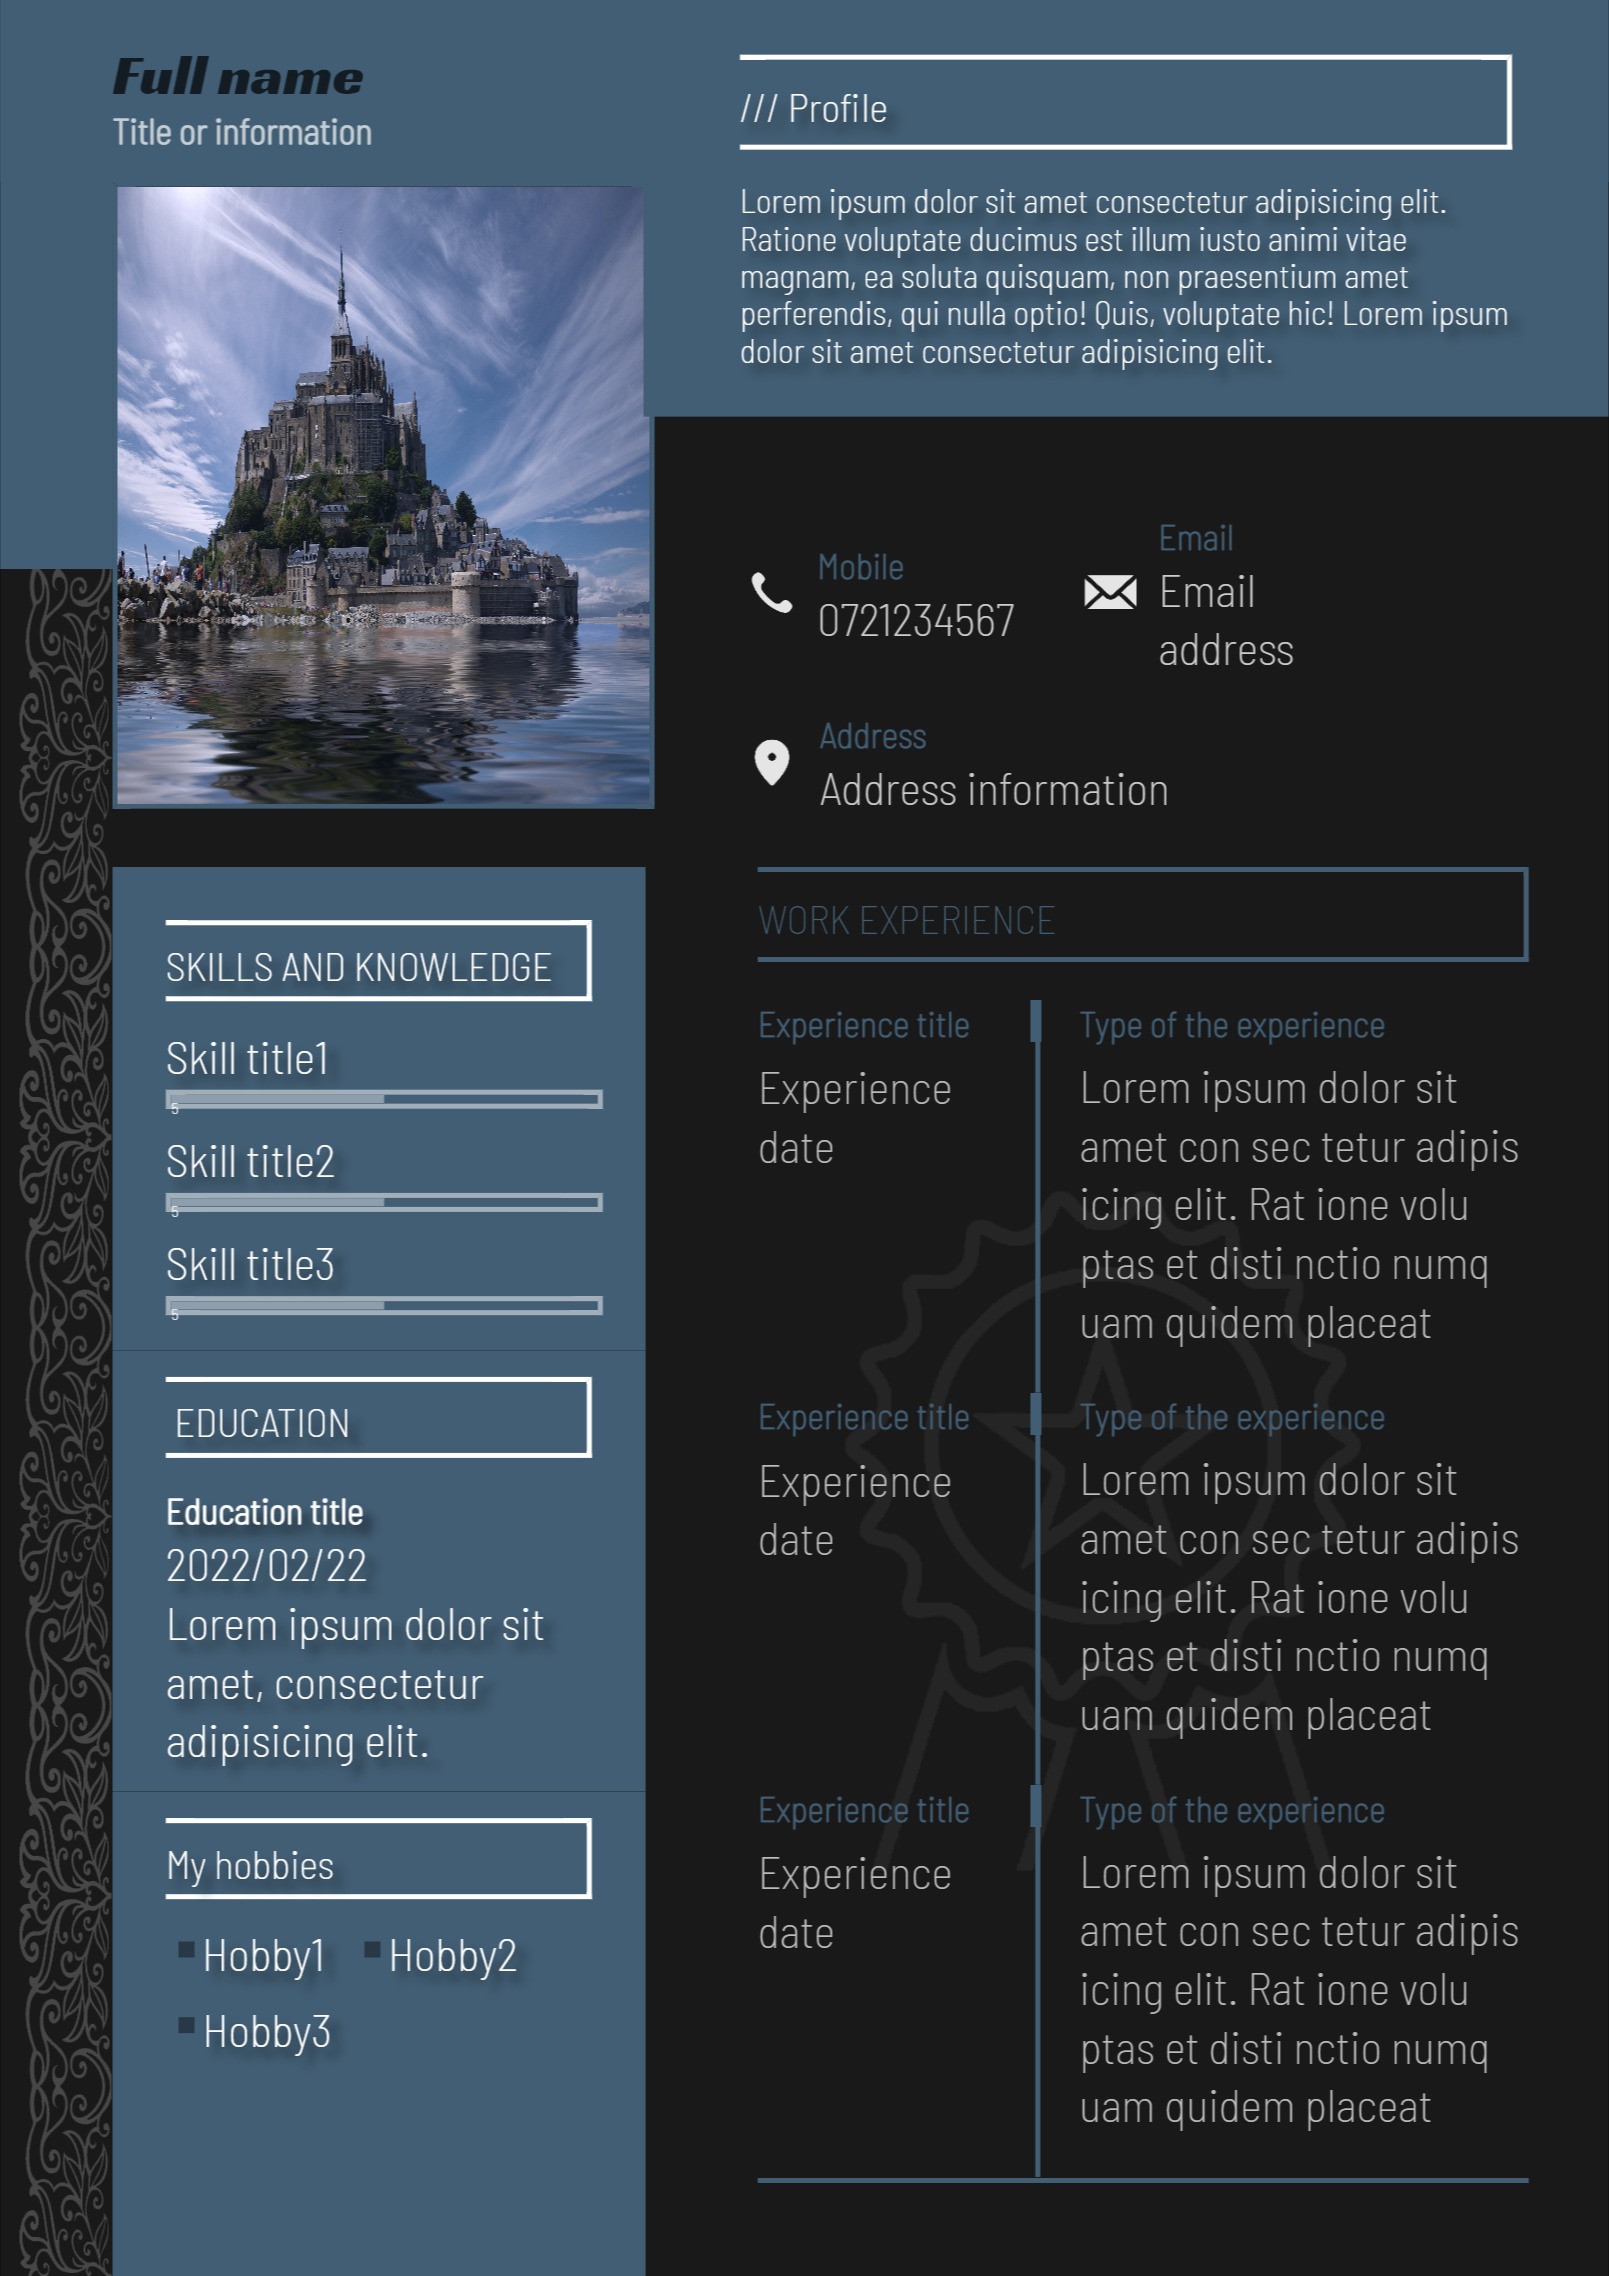 Full name
Title or information
/// Profile
Lorem ipsum dolor sit amet consectetur adipisicing elit.
Ratione voluptate ducimus est illum iusto animi vitae
magnam, ea soluta quisquam, non praesentium amet
perferendis, qui nulla optio! Quis, voluptate hic! Lorem ipsum
dolor sit amet consectetur adipisicing elit.
Mobile
0721234567
Email
Email
address
Address
Address information
SKILLS AND KNOWLEDGE
Skill title1
5
Skill title2
5
Skill title3
5
EDUCATION
Education title
2022/02/22
Lorem ipsum dolor sit
amet, consectetur
adipisicing elit.
My hobbies
Hobby1 Hobby2
Hobby3
WORK EXPERIENCE
Experience title
Experience
date
Type of the experience
Lorem ipsum dolor sit
amet con sec tetur adipis
icing elit. Rat ione volu
ptas et disti nctio numq
uam quidem placeat
Experience title
Experience
date
Type of the experience
Lorem ipsum dolor sit
amet con sec tetur adipis
icing elit. Rat ione volu
ptas et disti nctio numq
uam quidem placeat
Experience title
Experience
date
Type of the experience
Lorem ipsum dolor sit
amet con sec tetur adipis
icing elit. Rat ione volu
ptas et disti nctio numq
uam quidem placeat